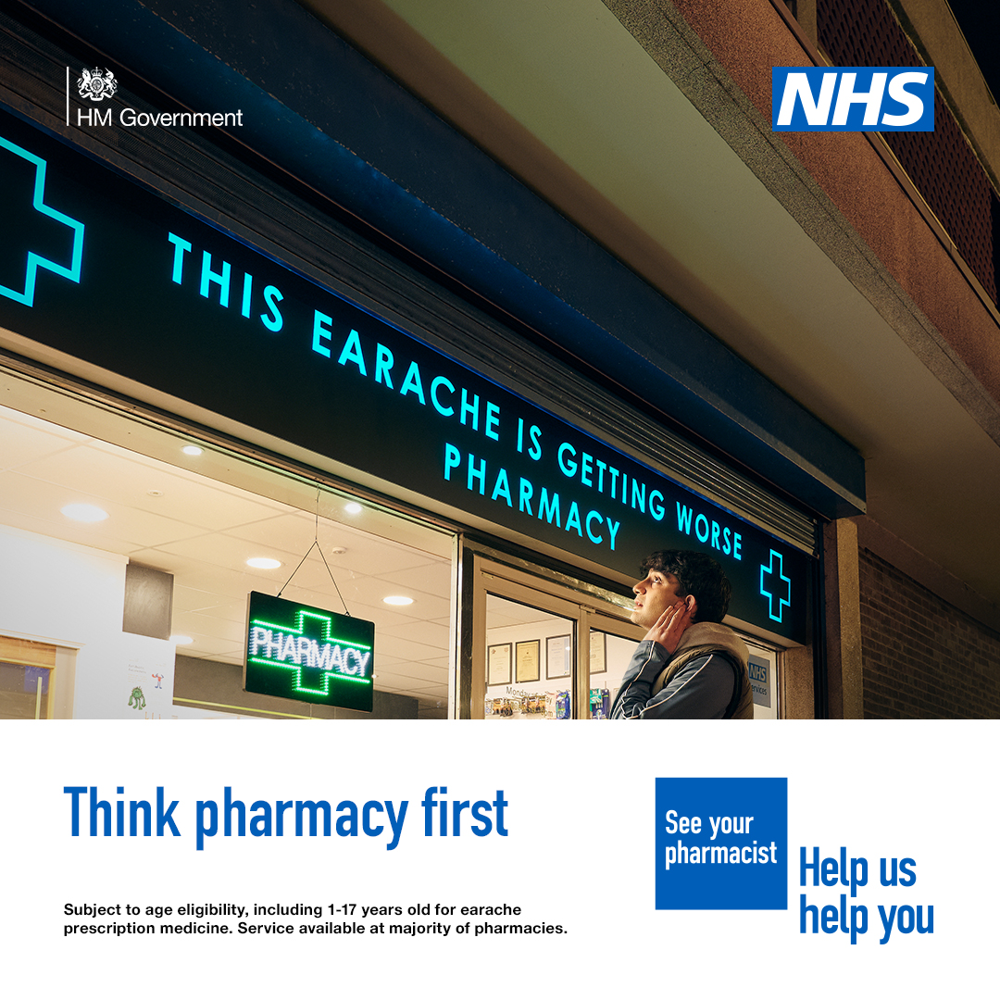 HM Government
NHS
THIS EARACHE IS GETTING WORSE
PHARMACY
PHARMACY
Monday
NHS
Think pharmacy first
See your
pharmacist
Help us
help you
Subject to age eligibility, including 1-17 years old for earache
prescription medicine. Service available at majority of pharmacies.